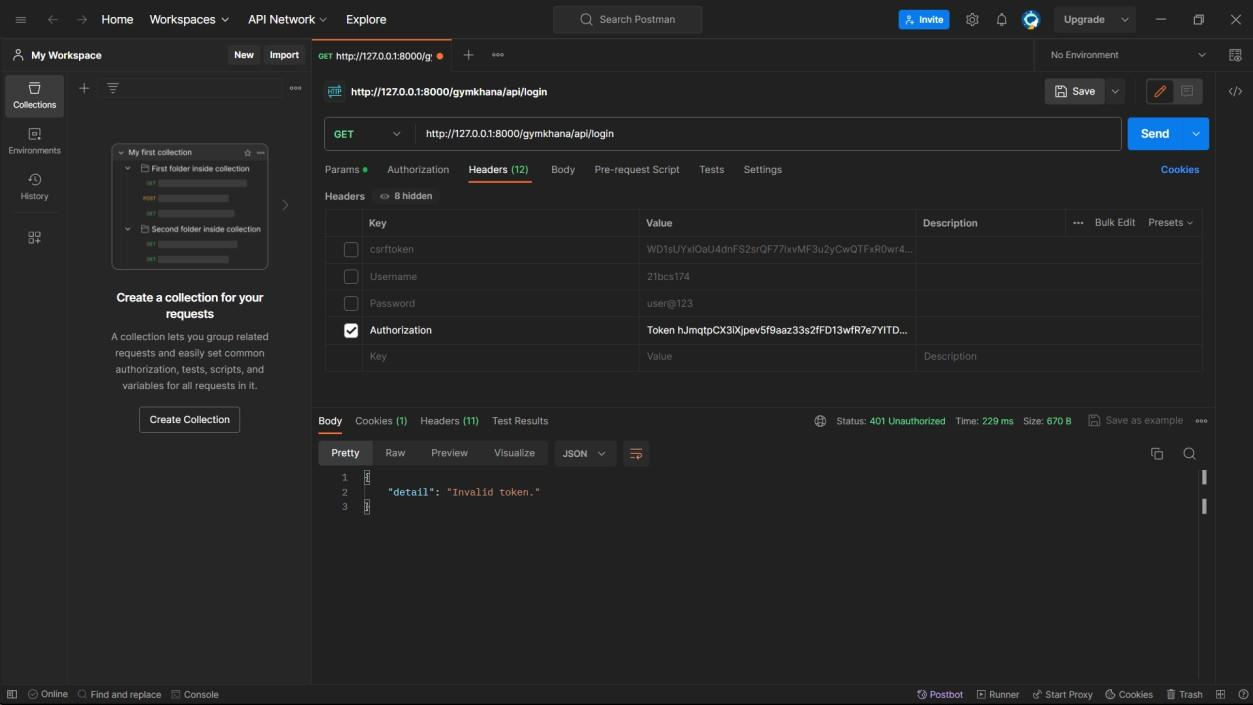 Home Workspaces API Network Explore Search Postman Invite Upgrade
My Workspace New Import GET http://127.0.0.1:8000/gy No Environment
Collections
Environments
History
My first collection
First folder inside collection
GET
POST
GET
Second folder inside collection
GET
GET
Create a collection for your
requests
A collection lets you group related
requests and easily set common
authorization, tests, scripts, and
variables for all requests in it.
Create Collection
HTTP http://127.0.0.1:8000/gymkhana/api/login Save
GET http://127.0.0.1:8000/gymkhana/api/login Send
Params Authorization Headers (12) Body Pre-request Script Tests Settings Cookies
Headers 8 hidden
Key Value Description Bulk Edit Presets
csrftoken WD1sUYxIOaU4dnFS2srQF77lxvMF3u2yCwQTFxR0wr4...
Username 21bcs174
Password user@123
Authorization Token hJmqtpCX3iXjpev5f9aaz33s2fFD13wfR7e7YITD...
Key Value Description
Body Cookies (1) Headers (11) Test Results Status: 401 Unauthorized Time: 229 ms Size: 670 B Save as example
Pretty Raw Preview Visualize JSON
1 {
2 "detail": "Invalid token."
3 }
Online Find and replace Console Postbot Runner Start Proxy Cookies Trash